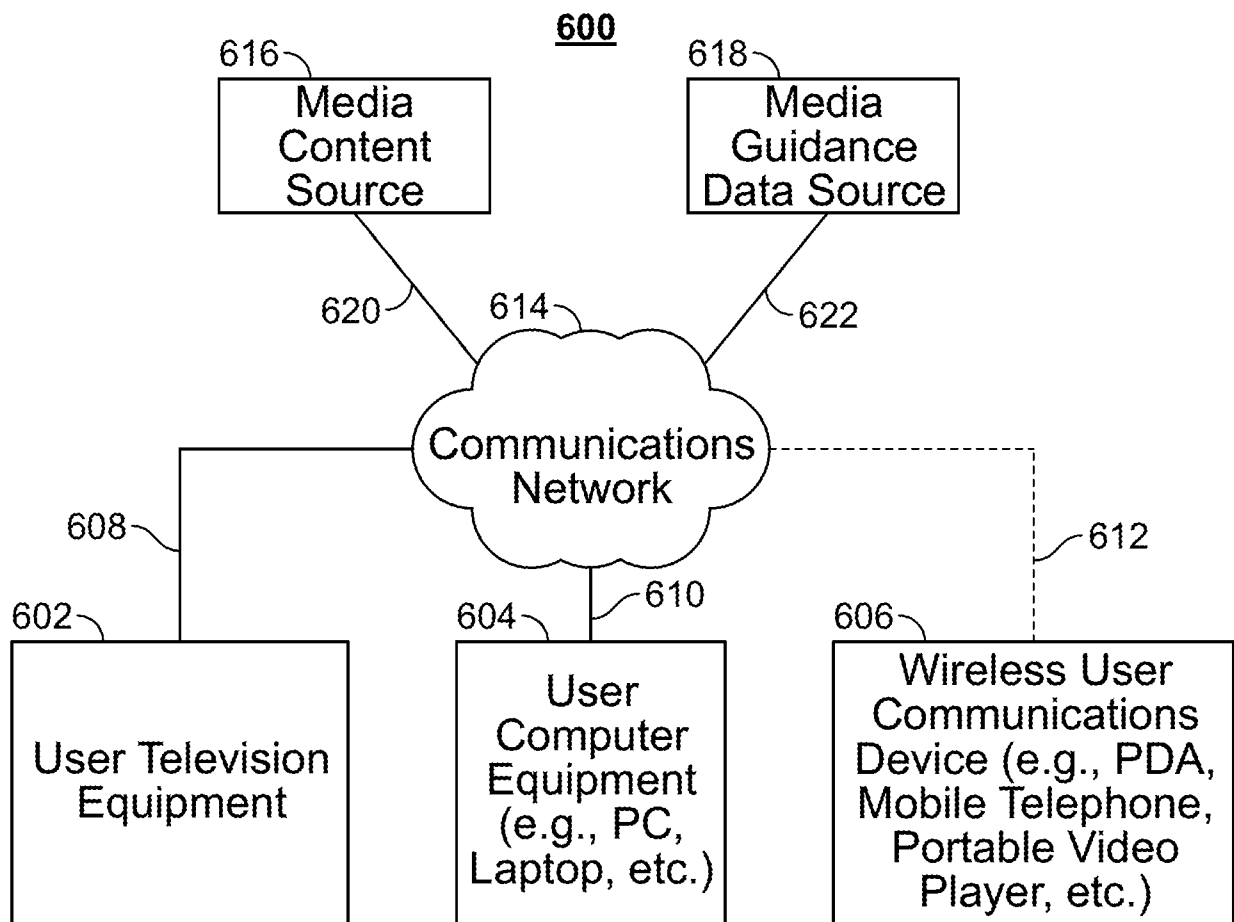 600
616
Media
Content
Source
618
Media
Guidance
Data Source
620
614
622
Communications
Network
608
610
612
602
User Television
Equipment
604
User
Computer
Equipment
(e.g., PC,
Laptop, etc.)
606
Wireless User
Communications
Device (e.g., PDA,
Mobile Telephone,
Portable Video
Player, etc.)